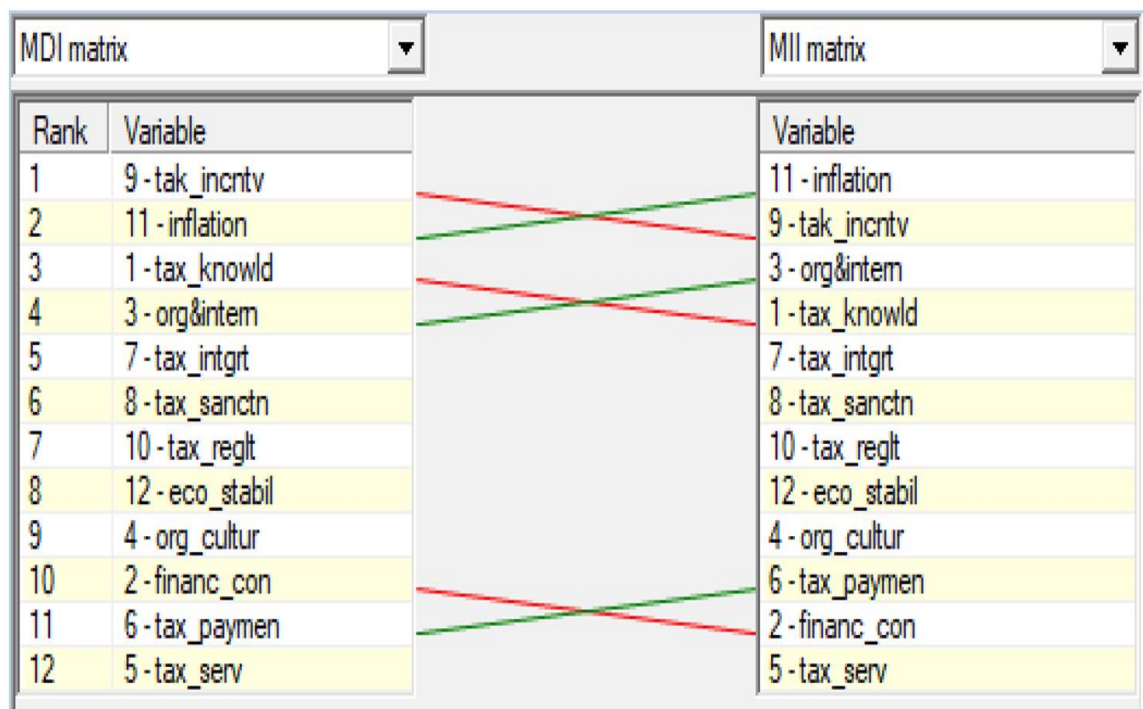 MDI matrix MII matrix
Rank Variable Variable
1 9 - tak_incntv 11 - inflation
2 11 - inflation 9 - tak_incntv
3 1 - tax_knowld 3 - org&intern
4 3 - org&intern 1 - tax_knowld
5 7 - tax_intgrt 7 - tax_intgrt
6 8 - tax_sanctn 8 - tax_sanctn
7 10 - tax_reglt 10 - tax_reglt
8 12 - eco_stabil 12 - eco_stabil
9 4 - org_cultur 4 - org_cultur
10 2 - financ_con 6 - tax_paymen
11 6 - tax_paymen 2 - financ_con
12 5 - tax_serv 5 - tax_serv